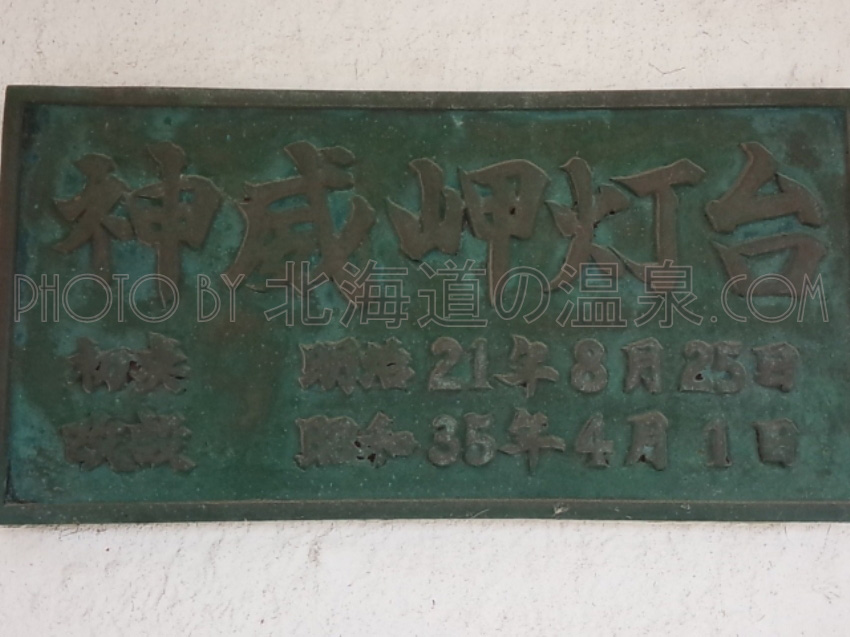 神威岬灯台
PHOTO BY 北海道の温泉.COM
初点 明治21年8月25日
改築 昭和35年4月1日